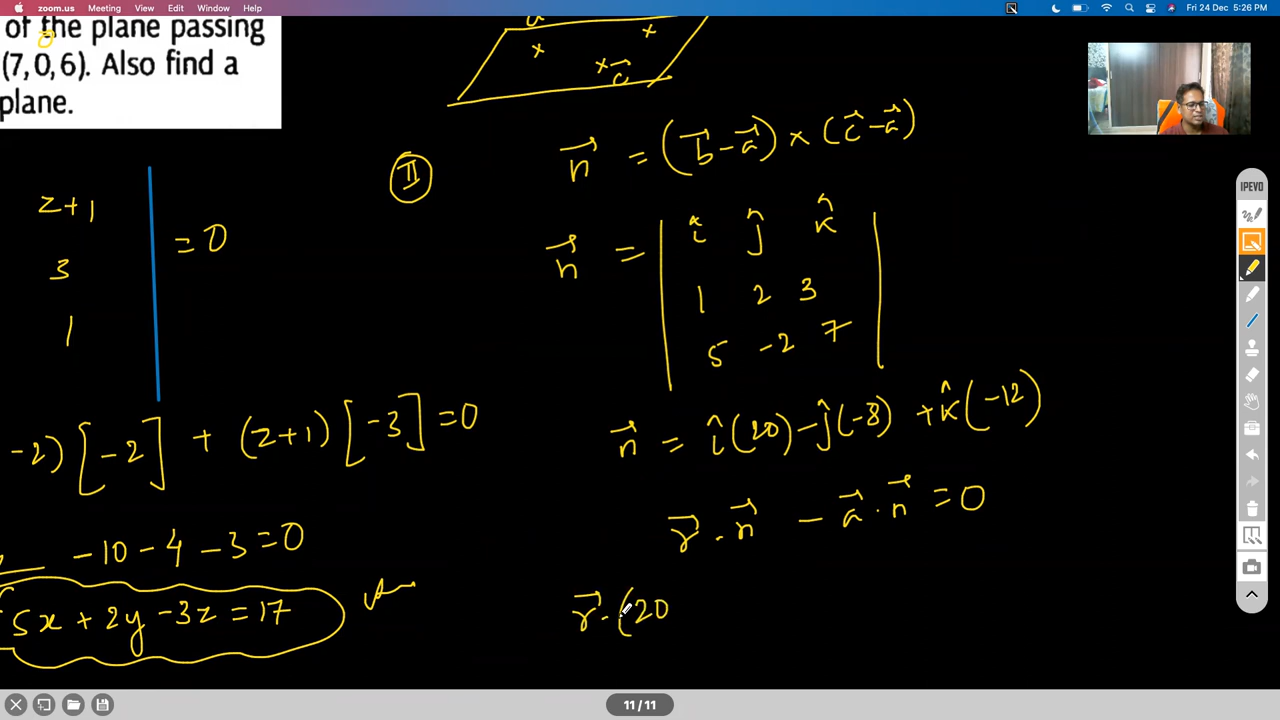 zoom.us Meeting View Edit Window Help Fri 24 Dec 5:26 PM
of the plane passing
(7, 0, 6). Also find a
plane.
a
c
IPEVO
II
n = (b - a) × (c - a)
z+1
3
1
= 0
n = | i j k
1 2 3
5 -2 7 |
-2) [-2] + (z+1) [-3] = 0
n = i(20) - j(-8) + k(-12)
r . n - a . n = 0
-10 - 4 - 3 = 0
5x + 2y - 3z = 17
r . (20
11 / 11